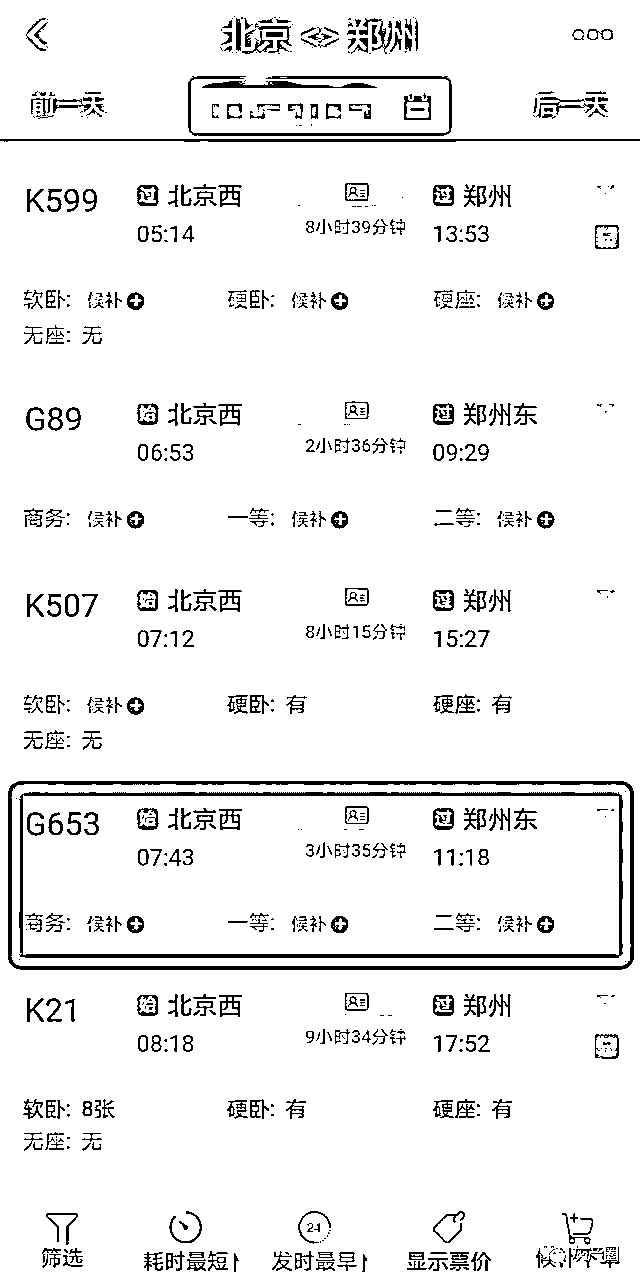 北京 <> 郑州
前一天 后一天
K599 过 北京西 过 郑州
05:14 8小时39分钟 13:53
软卧: 候补 硬卧: 候补 硬座: 候补
无座: 无
G89 始 北京西 过 郑州东
06:53 2小时36分钟 09:29
商务: 候补 一等: 候补 二等: 候补
K507 始 北京西 过 郑州
07:12 8小时15分钟 15:27
软卧: 候补 硬卧: 有 硬座: 有
无座: 无
G653 始 北京西 过 郑州东
07:43 3小时35分钟 11:18
商务: 候补 一等: 候补 二等: 候补
K21 始 北京西 过 郑州
08:18 9小时34分钟 17:52
软卧: 8张 硬卧: 有 硬座: 有
无座: 无
筛选 耗时最短 发时最早 显示票价